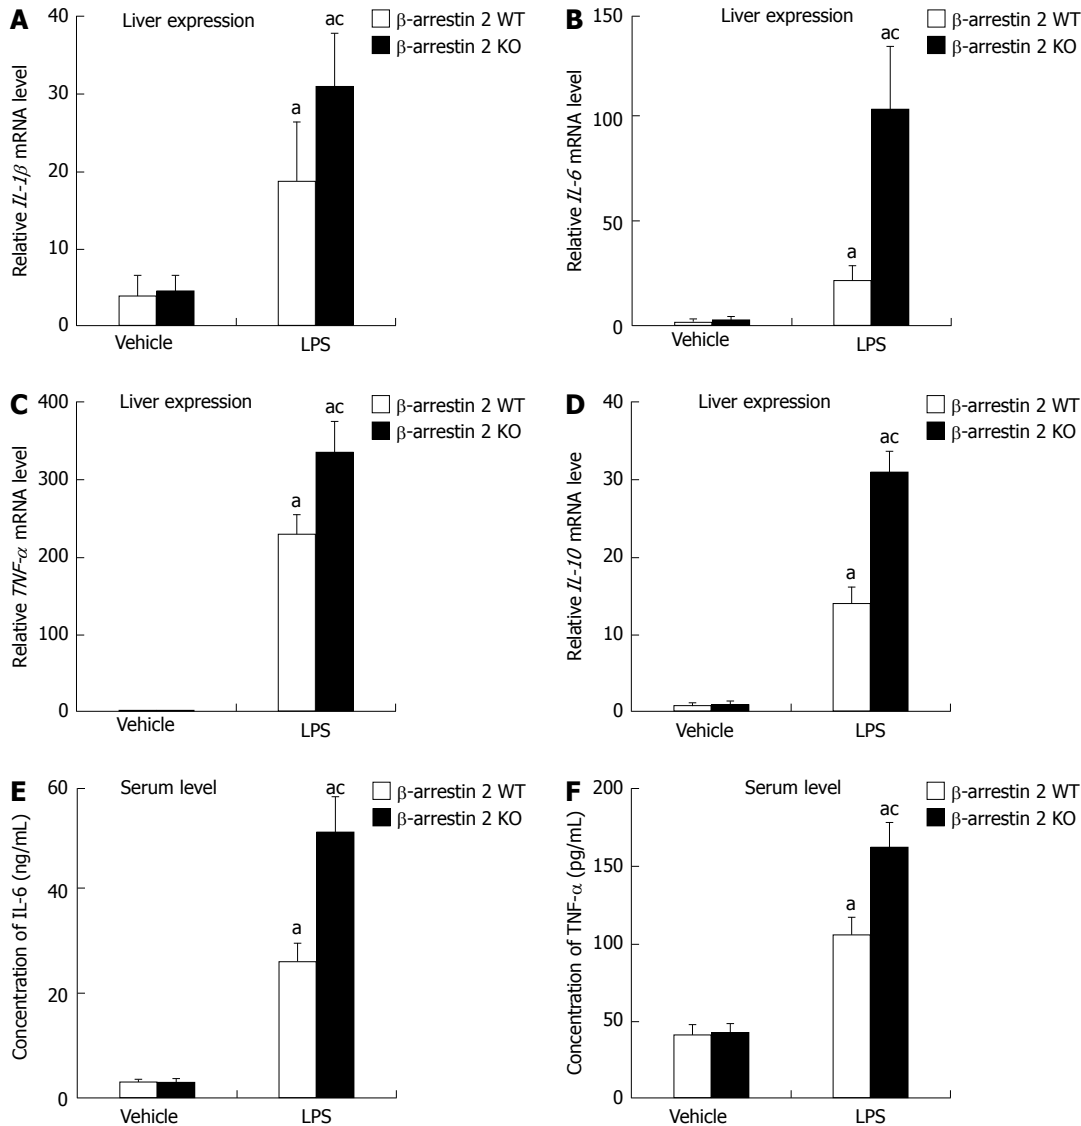 A
Liver expression
β-arrestin 2 WT
β-arrestin 2 KO
Relative IL-1β mRNA level
40
30
20
10
0
a
ac
Vehicle
LPS
B
Liver expression
β-arrestin 2 WT
β-arrestin 2 KO
Relative IL-6 mRNA level
150
100
50
0
a
ac
Vehicle
LPS
C
Liver expression
β-arrestin 2 WT
β-arrestin 2 KO
Relative TNF-α mRNA level
400
300
200
100
0
a
ac
Vehicle
LPS
D
Liver expression
β-arrestin 2 WT
β-arrestin 2 KO
Relative IL-10 mRNA leve
40
30
20
10
0
a
ac
Vehicle
LPS
E
Serum level
β-arrestin 2 WT
β-arrestin 2 KO
Concentration of IL-6 (ng/mL)
60
40
20
0
a
ac
Vehicle
LPS
F
Serum level
β-arrestin 2 WT
β-arrestin 2 KO
Concentration of TNF-α (pg/mL)
200
150
100
50
0
a
ac
Vehicle
LPS